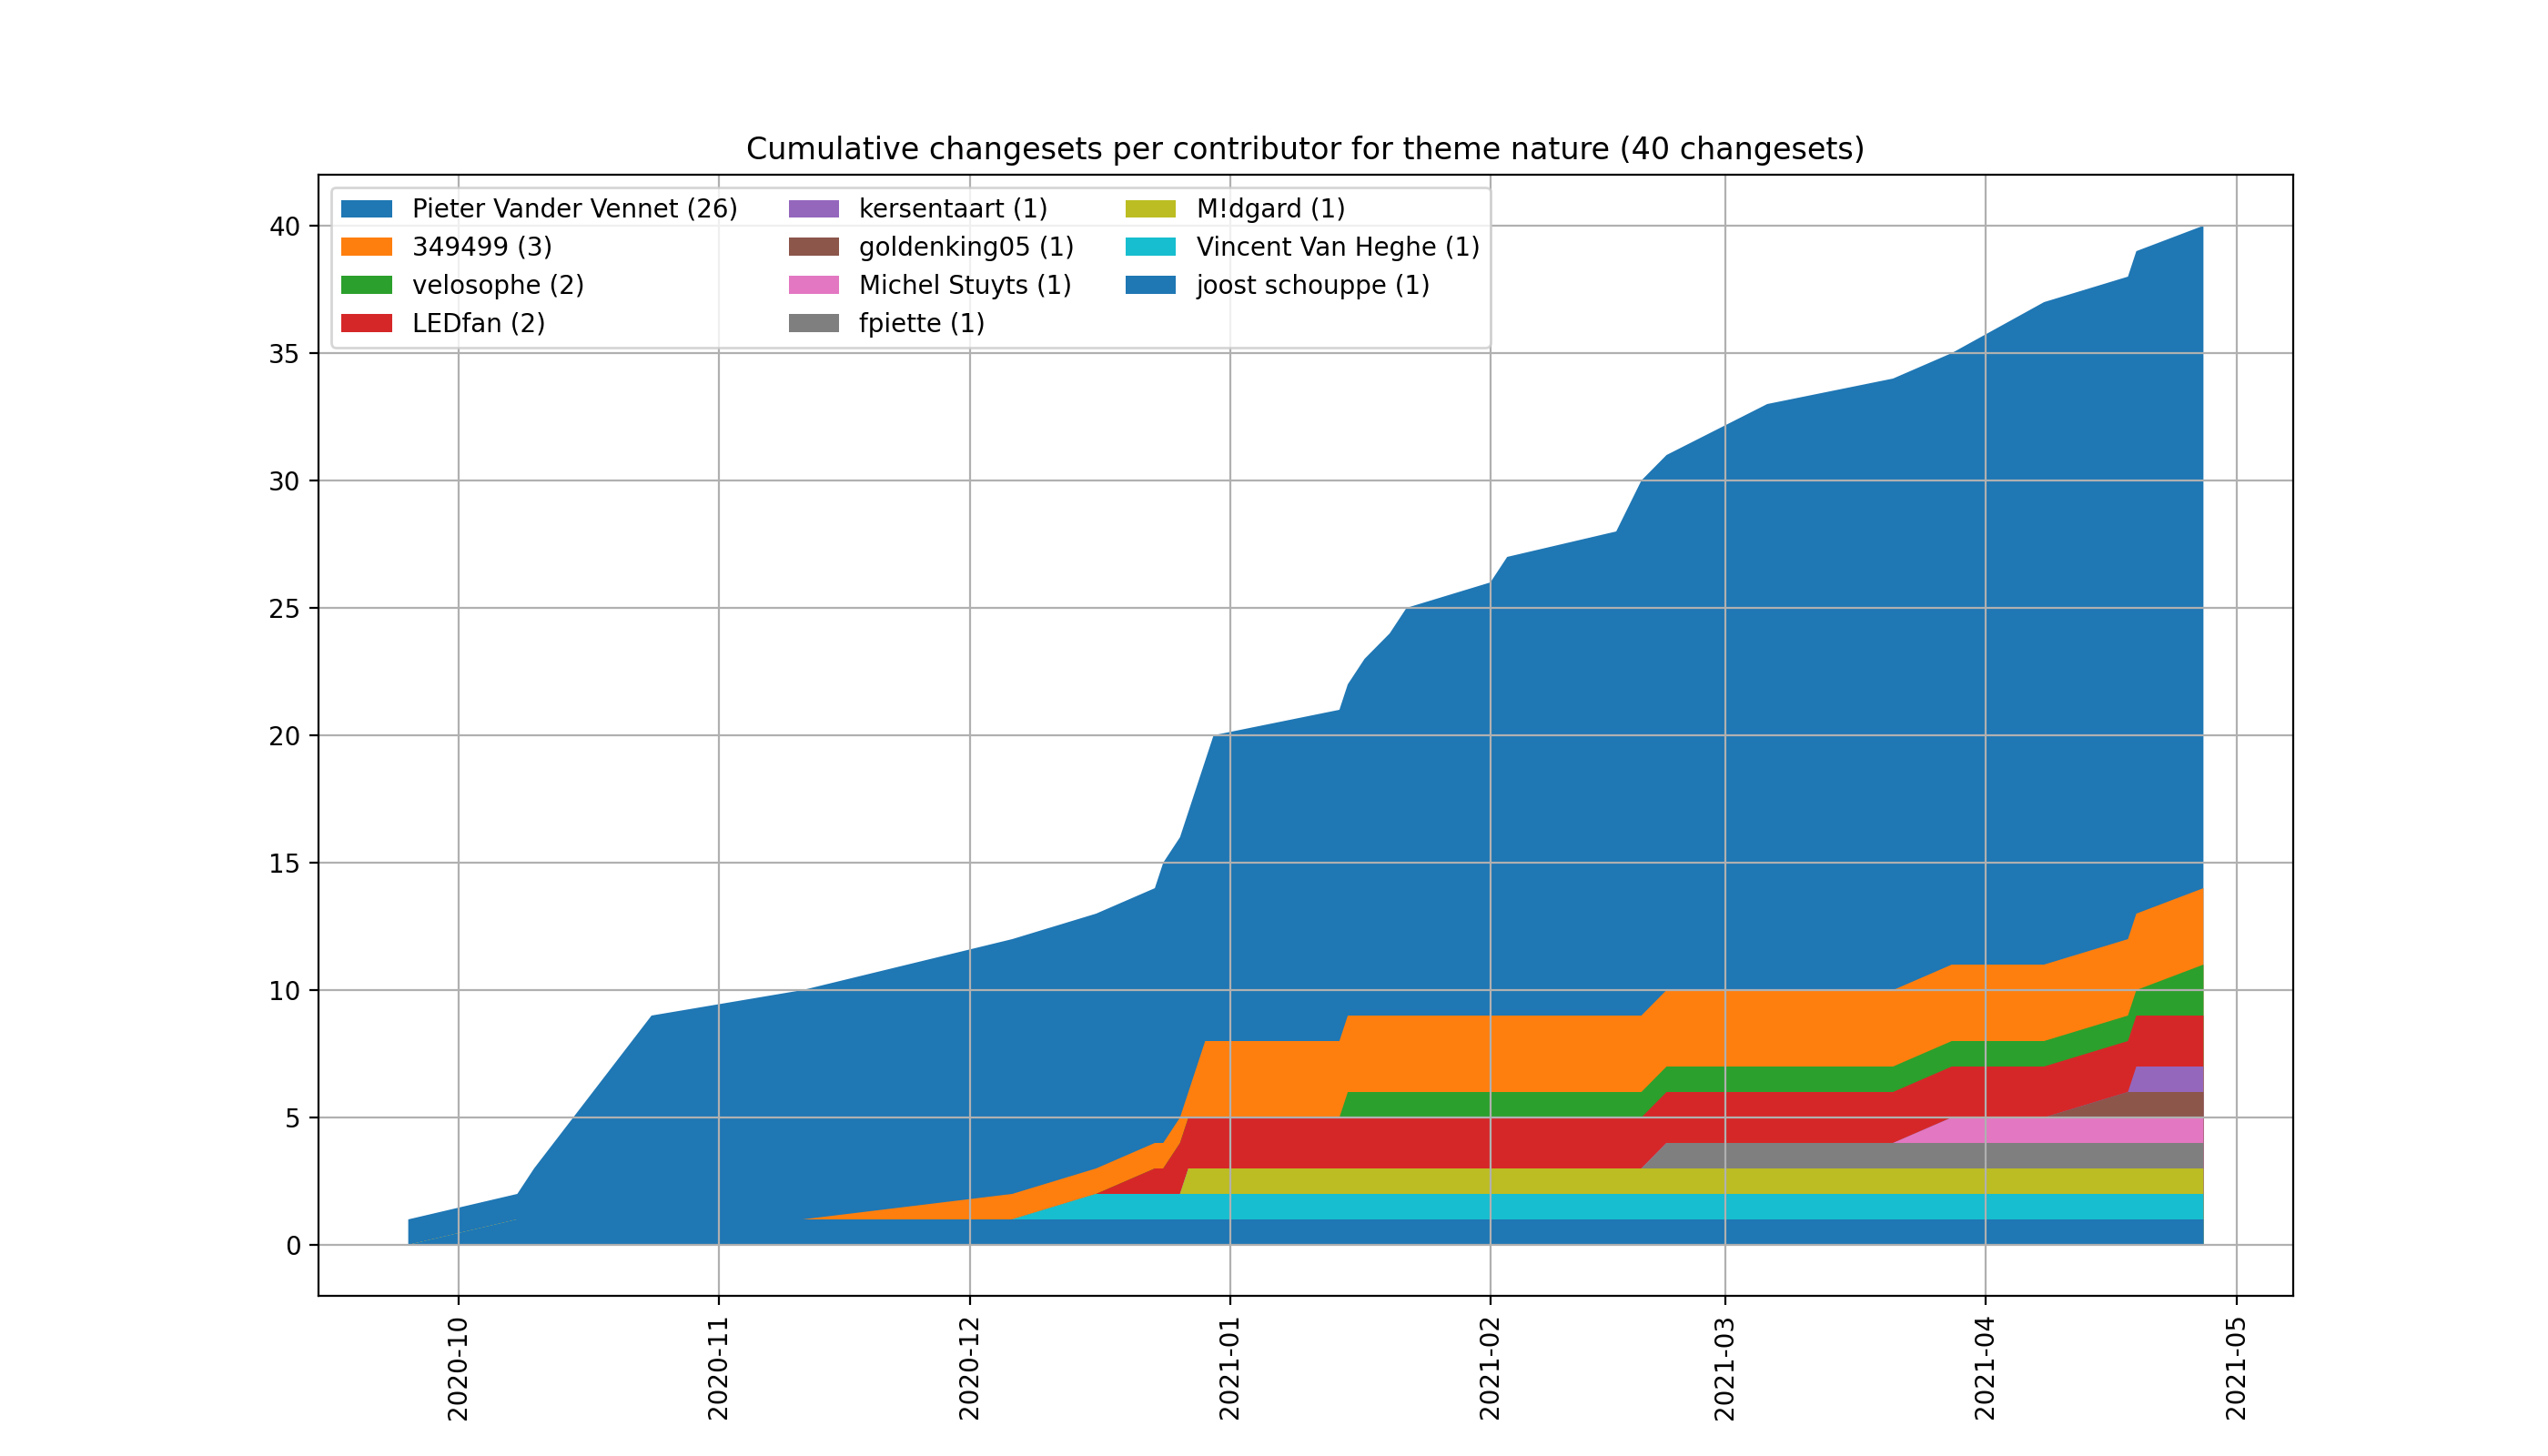 Cumulative changesets per contributor for theme nature (40 changesets)
Pieter Vander Vennet (26)
349499 (3)
velosophe (2)
LEDfan (2)
kersentaart (1)
goldenking05 (1)
Michel Stuyts (1)
fpiette (1)
M!dgard (1)
Vincent Van Heghe (1)
joost schouppe (1)
40
35
30
25
20
15
10
5
0
2020-10
2020-11
2020-12
2021-01
2021-02
2021-03
2021-04
2021-05